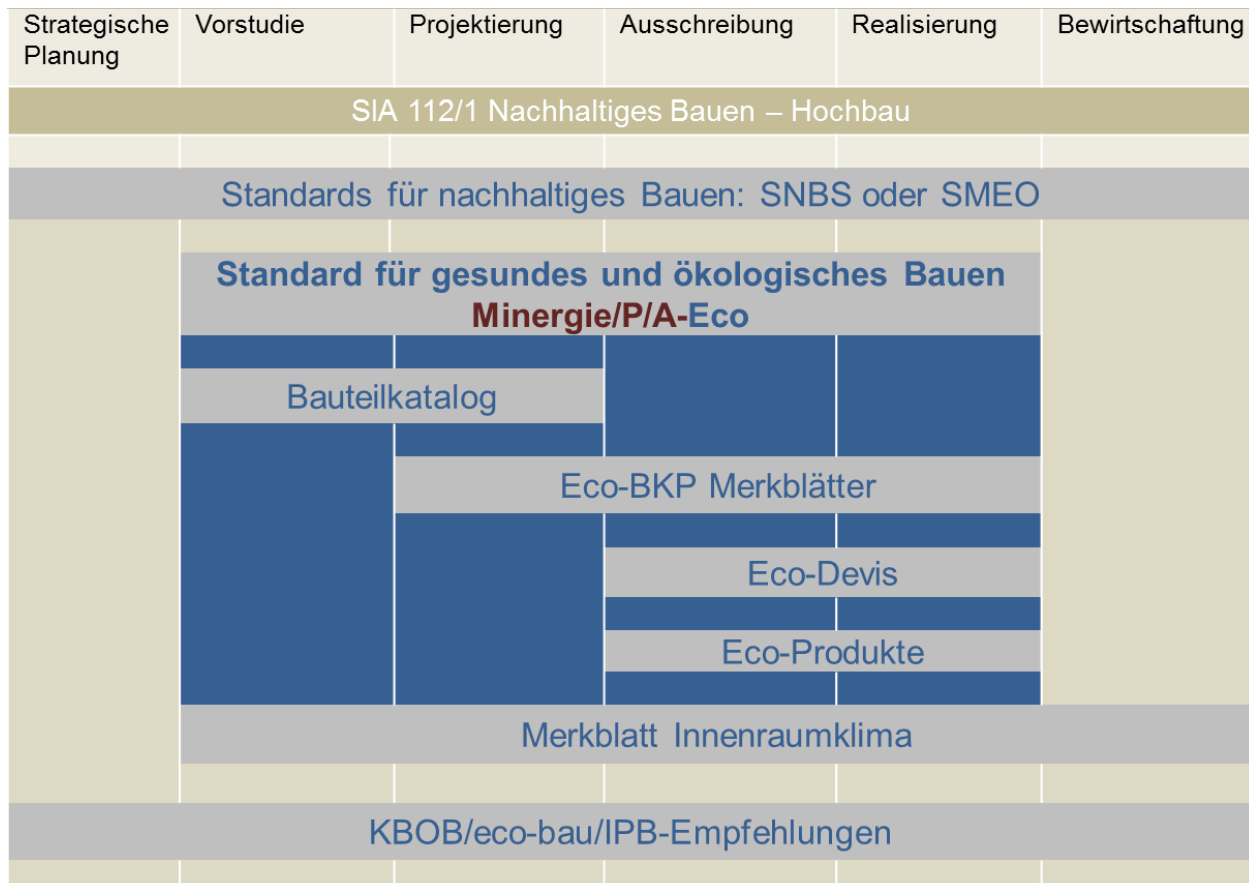 Strategische Planung
Vorstudie
Projektierung
Ausschreibung
Realisierung
Bewirtschaftung
SIA 112/1 Nachhaltiges Bauen – Hochbau
Standards für nachhaltiges Bauen: SNBS oder SMEO
Standard für gesundes und ökologisches Bauen
Minergie/P/A-Eco
Bauteilkatalog
Eco-BKP Merkblätter
Eco-Devis
Eco-Produkte
Merkblatt Innenraumklima
KBOB/eco-bau/IPB-Empfehlungen